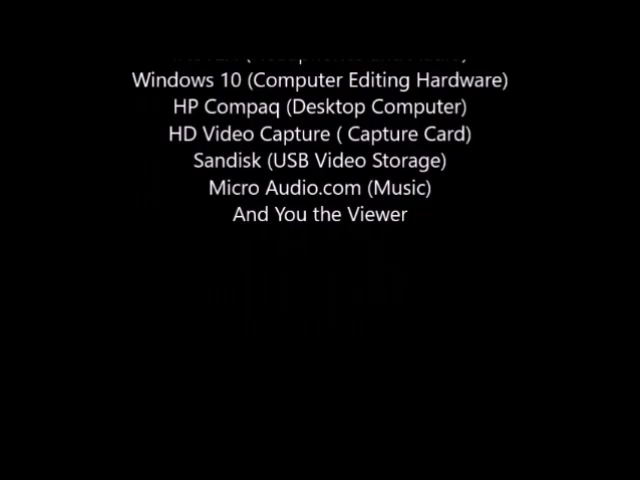 Windows 10 (Computer Editing Hardware)
HP Compaq (Desktop Computer)
HD Video Capture ( Capture Card)
Sandisk (USB Video Storage)
Micro Audio.com (Music)
And You the Viewer